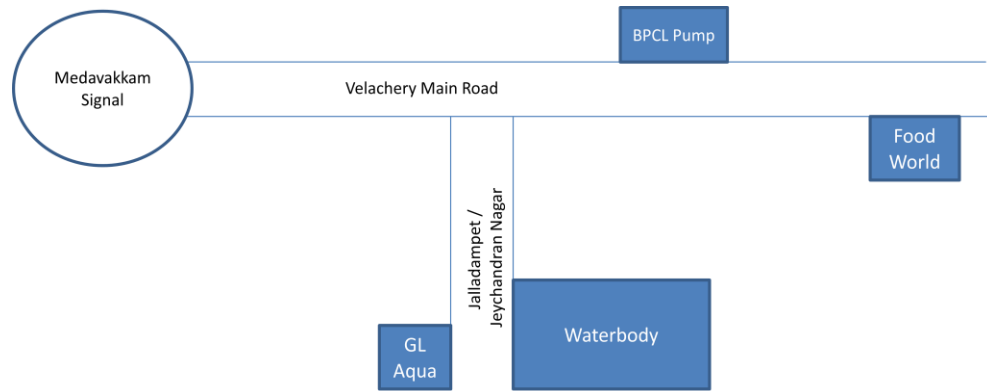 BPCL Pump
Medavakkam
Signal
Velachery Main Road
Food
World
Jalladampet /
Jeychandran Nagar
Waterbody
GL
Aqua